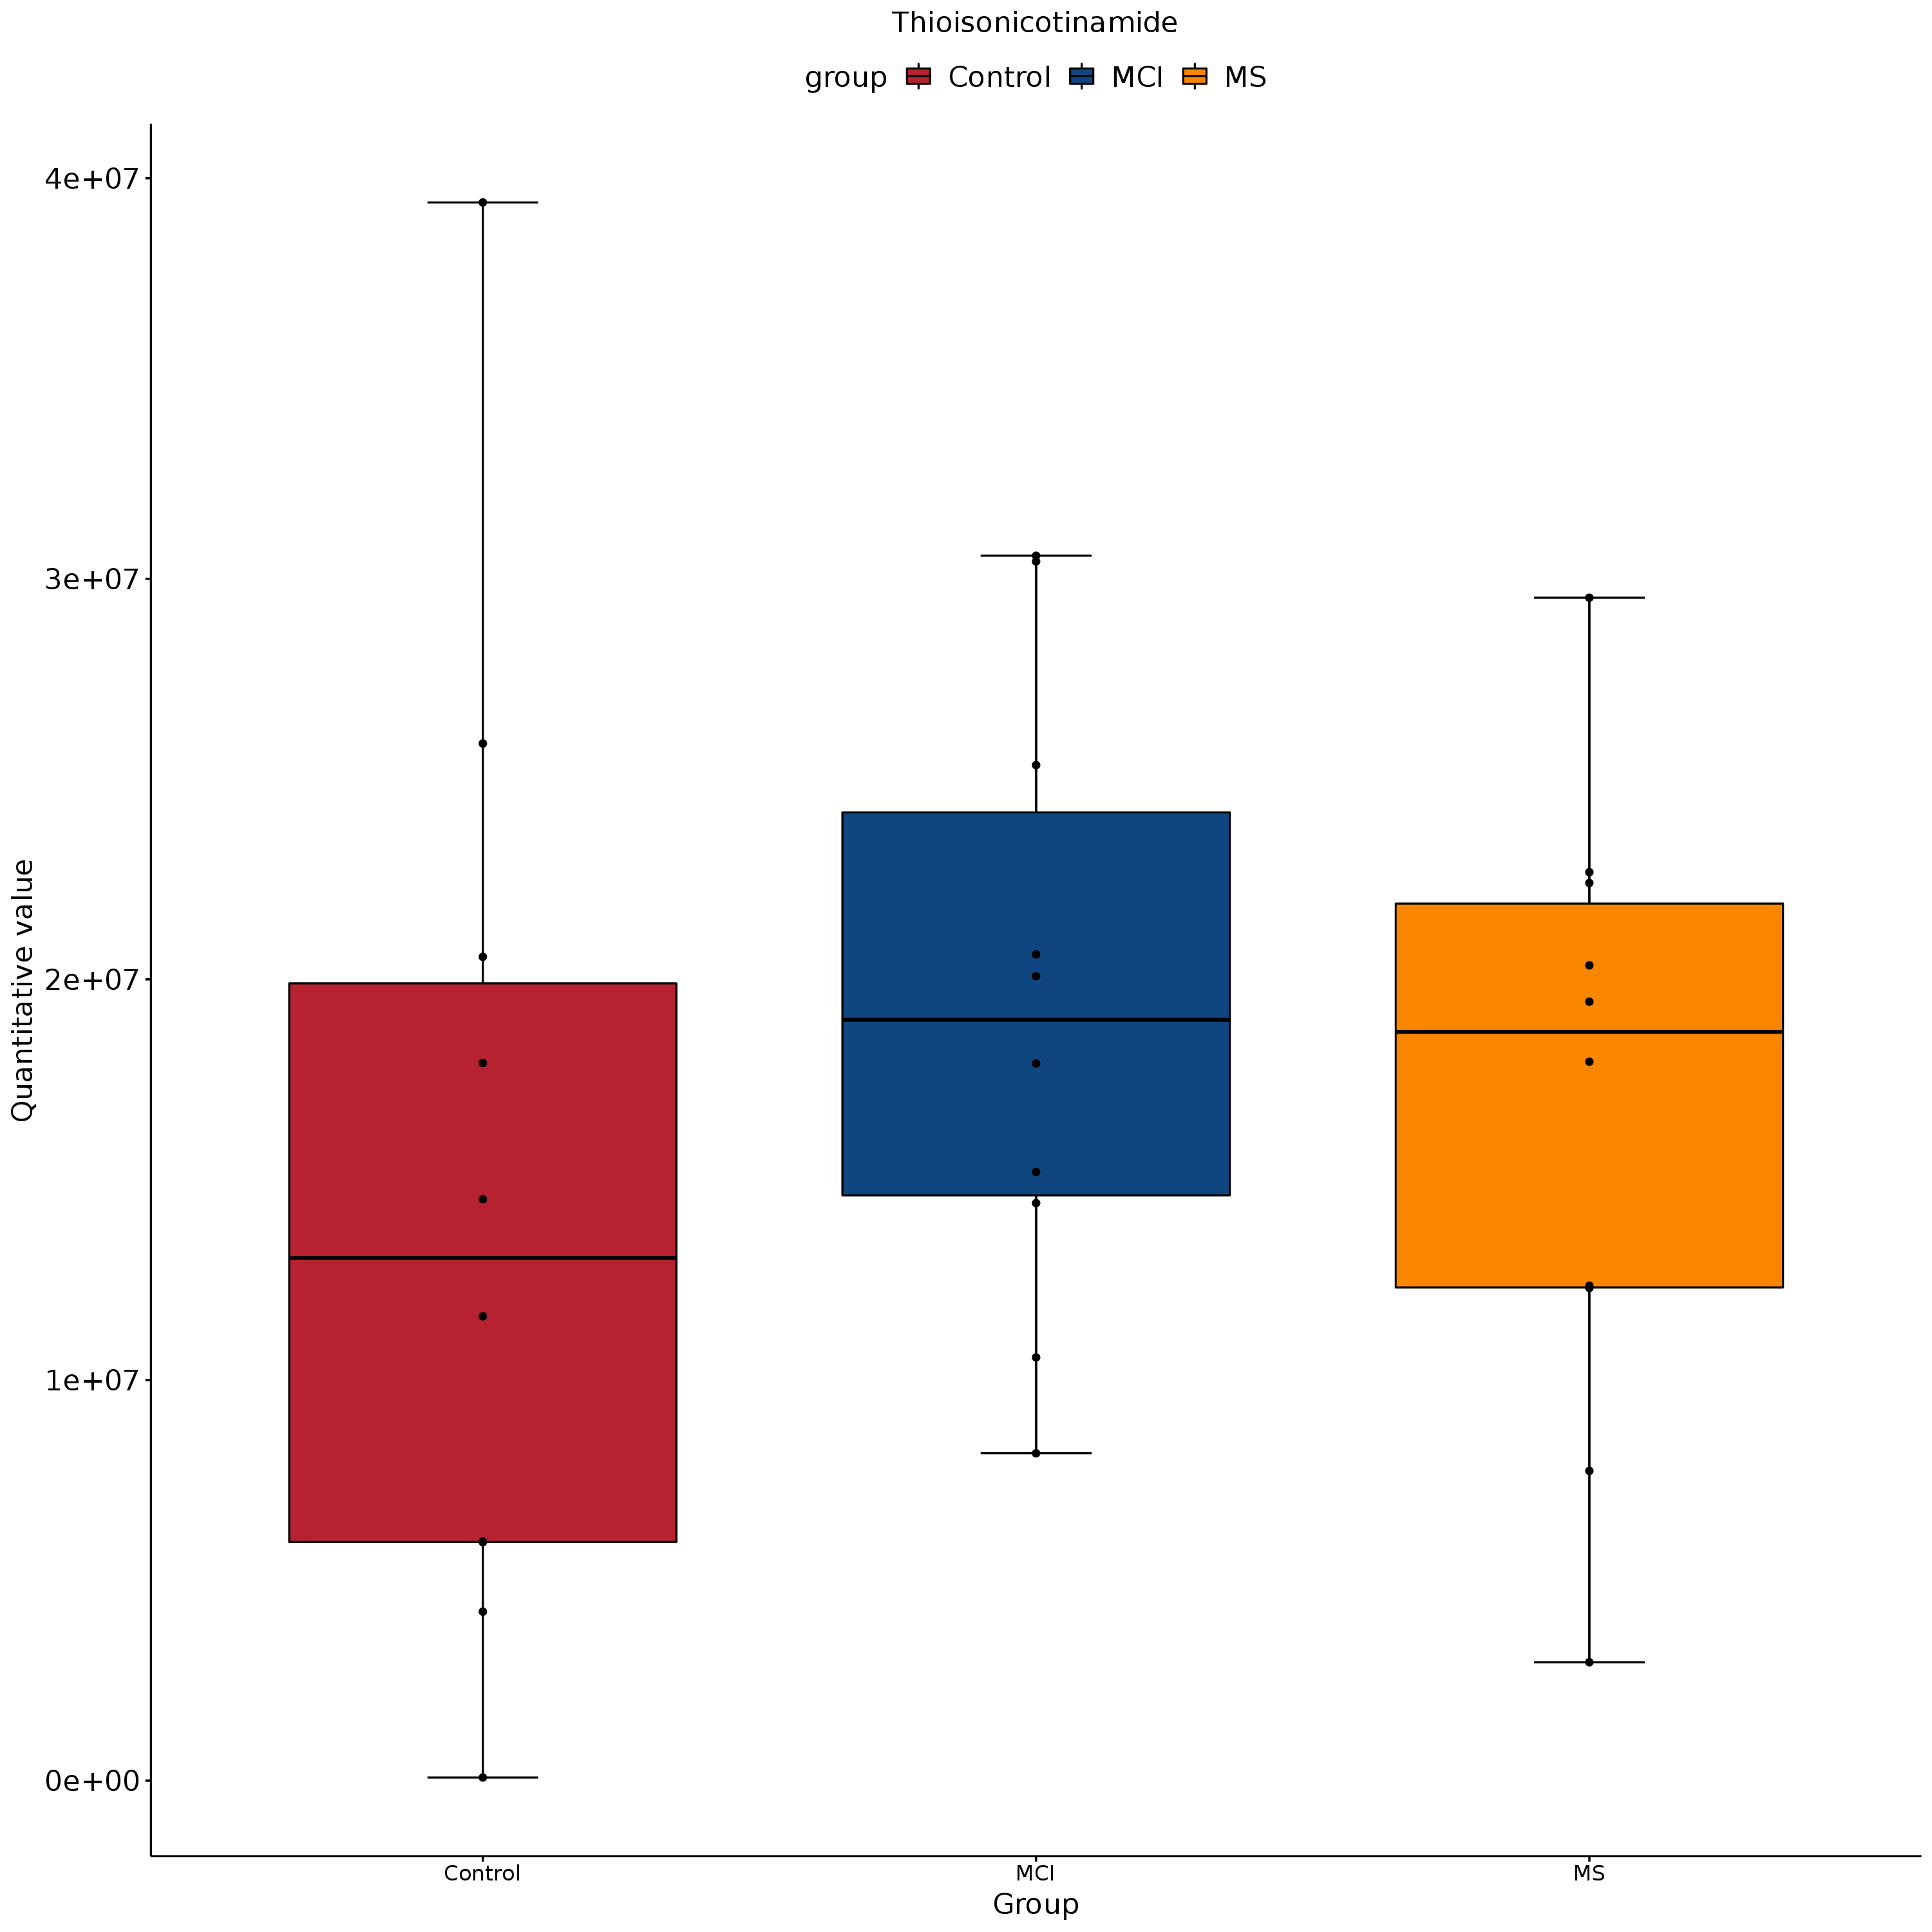 Thioisonicotinamide
group Control MCI MS
4e+07
3e+07
2e+07
1e+07
0e+00
Quantitative value
Control MCI MS
Group